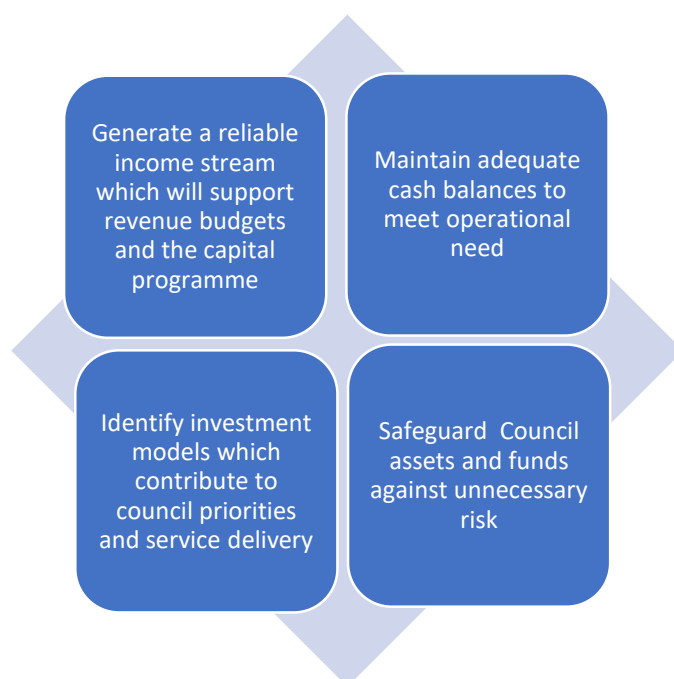 Generate a reliable
income stream
which will support
revenue budgets
and the capital
programme
Maintain adequate
cash balances to
meet operational
need
Identify investment
models which
contribute to
council priorities
and service delivery
Safeguard  Council
assets and funds
against unnecessary
risk